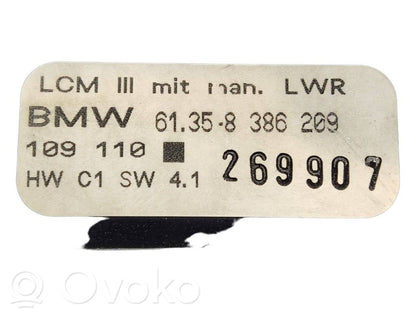 LCM III mit man. LWR
BMW 61.35-8 386 209
109 110
269907
HW C1 SW 4.1
Ovoko